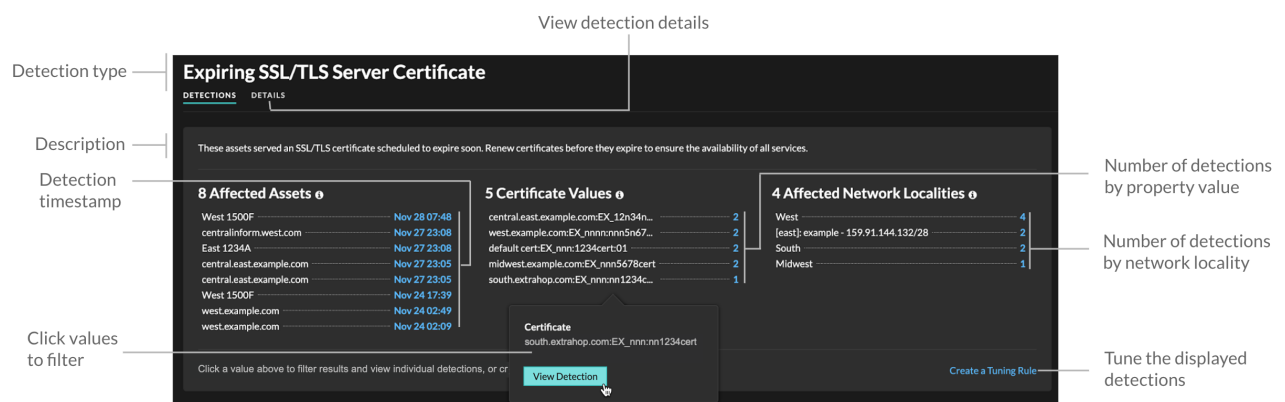 View detection details
Detection type
Expiring SSL/TLS Server Certificate
DETECTIONS DETAILS
Description
These assets served an SSL/TLS certificate scheduled to expire soon. Renew certificates before they expire to ensure the availability of all services.
Detection
timestamp
8 Affected Assets
West 1500F Nov 28 07:48
centralinform.west.com Nov 27 23:08
East 1234A Nov 27 23:08
central.east.example.com Nov 27 23:05
central.east.example.com Nov 27 23:05
West 1500F Nov 24 17:39
west.example.com Nov 24 02:49
west.example.com Nov 24 02:09
5 Certificate Values
central.east.example.com:EX_12n34n... 2
west.example.com:EX_nnnn:nnn5n67... 2
default cert:EX_nnn:1234cert:01 2
midwest.example.com:EX_nnn5678cert 2
south.extrahop.com:EX_nnn:nn1234c... 1
4 Affected Network Localities
West 4
[east]: example - 159.91.144.132/28 2
South 2
Midwest 1
Number of detections
by property value
Number of detections
by network locality
Certificate
south.extrahop.com:EX_nnn:nn1234cert
View Detection
Click values
to filter
Click a value above to filter results and view individual detections, or cr
Create a Tuning Rule
Tune the displayed
detections